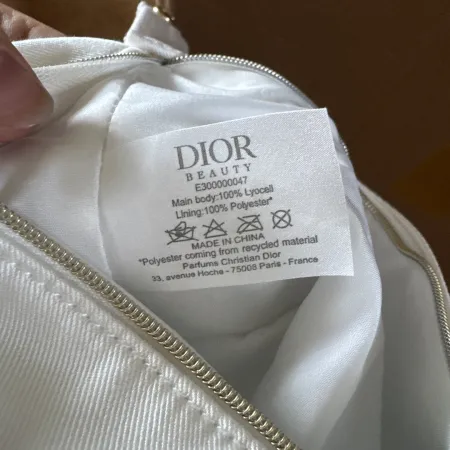 DIOR
BEAUTY
E300000047
Main body:100% Lyocell
Lining:100% Polyester*
MADE IN CHINA
*Polyester coming from recycled material
Parfums Christian Dior
33, avenue Hoche - 75008 Paris - France